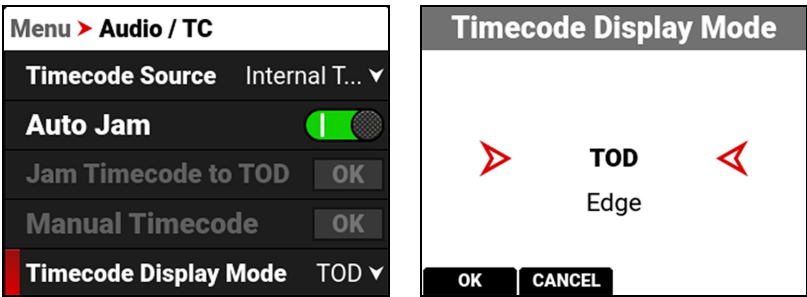 Menu > Audio / TC
Timecode Source Internal T...
Auto Jam
Jam Timecode to TOD OK
Manual Timecode OK
Timecode Display Mode TOD
Timecode Display Mode
TOD
Edge
OK CANCEL